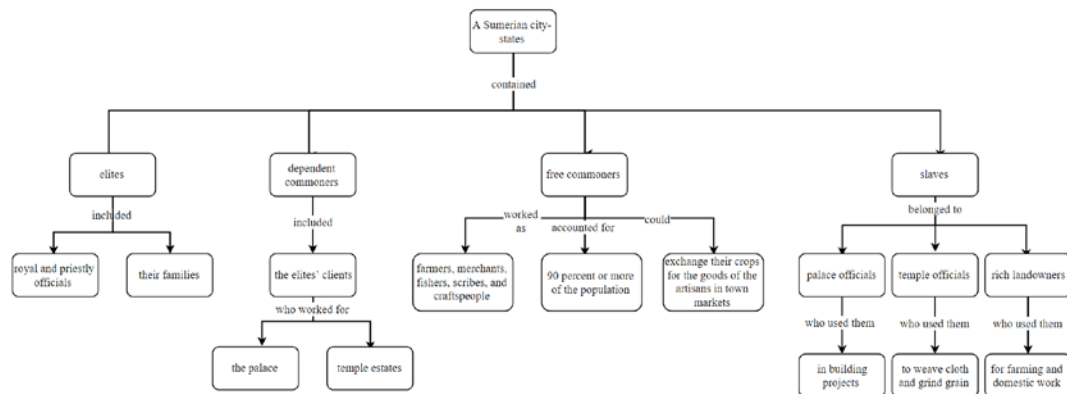 A Sumerian city-
states
contained
elites
dependent
commoners
free commoners
slaves
included
included
worked
as
accounted for
could
belonged to
royal and priestly
officials
their families
the elites' clients
farmers, merchants,
fishers, scribes, and
craftspeople
90 percent or more
of the population
exchange their crops
for the goods of the
artisans in town
markets
palace officials
temple officials
rich landowners
who worked for
who used them
who used them
who used them
the palace
temple estates
in building
projects
to weave cloth
and grind grain
for farming and
domestic work